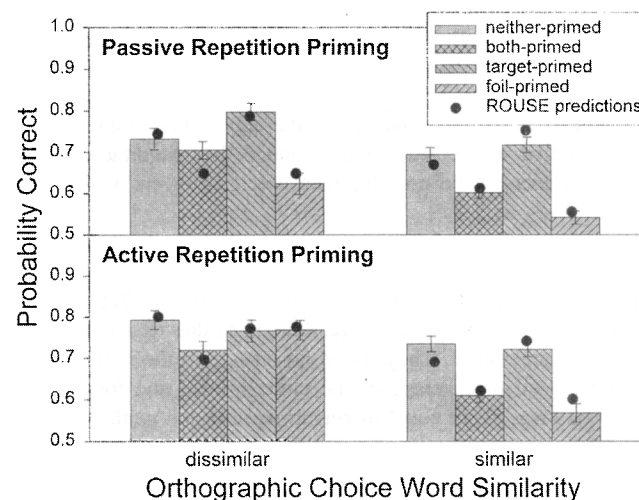 neither-primed
both-primed
target-primed
foil-primed
ROUSE predictions
Passive Repetition Priming
1.0
0.9
0.8
0.7
0.6
0.5
Active Repetition Priming
0.9
0.8
0.7
0.6
0.5
Probability Correct
dissimilar
similar
Orthographic Choice Word Similarity